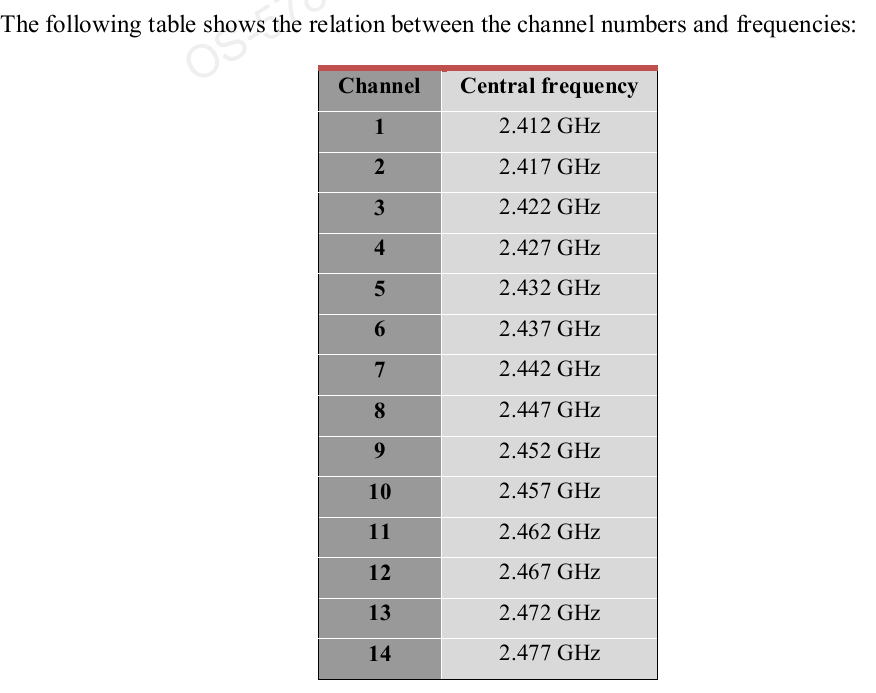 The following table shows the relation between the channel numbers and frequencies:
OS-578
Channel Central frequency
1 2.412 GHz
2 2.417 GHz
3 2.422 GHz
4 2.427 GHz
5 2.432 GHz
6 2.437 GHz
7 2.442 GHz
8 2.447 GHz
9 2.452 GHz
10 2.457 GHz
11 2.462 GHz
12 2.467 GHz
13 2.472 GHz
14 2.477 GHz